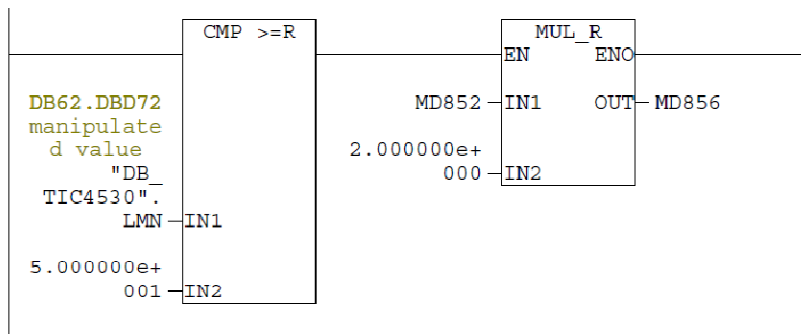 CMP >=R
MUL_R
EN ENO
DB62.DBD72
manipulate
d value
"DB_
TIC4530".
LMN IN1
5.000000e+
001 IN2
MD852 IN1 OUT MD856
2.000000e+
000 IN2